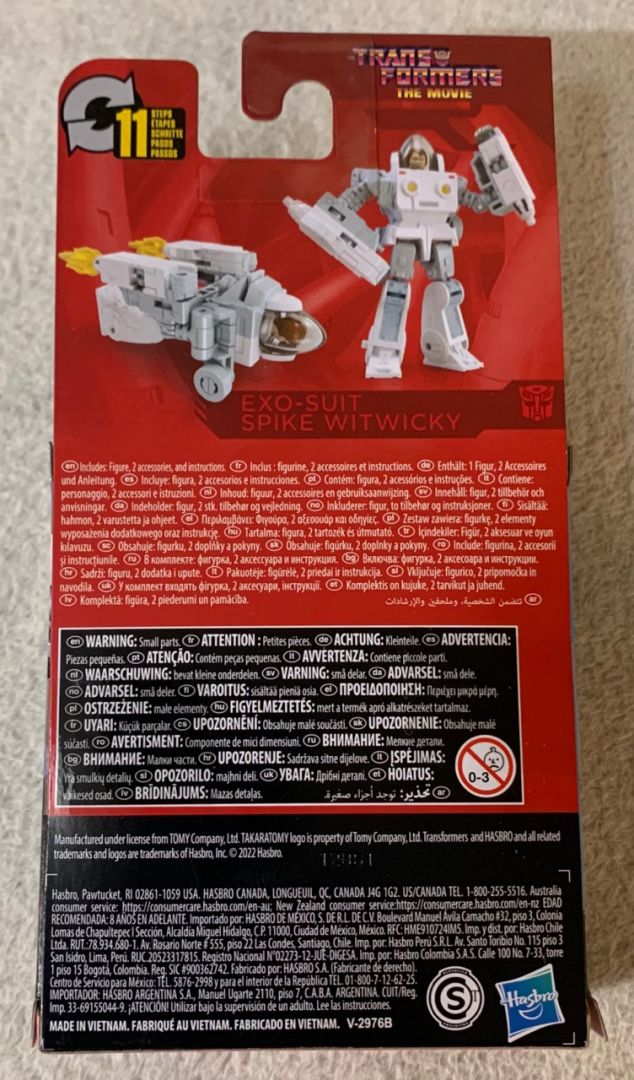 TRANSFORMERS
THE MOVIE
11 STEPS
ÉTAPES
SCHRITTE
PASOS
PASSOS
EXO-SUIT
SPIKE WITWICKY
en Includes: Figure, 2 accessories, and instructions. fr Inclus : figurine, 2 accessoires et instructions. de Enthält: 1 Figur, 2 Accessoires
und Anleitung. es Incluye: figura, 2 accesorios e instrucciones. pt Contém: figura, 2 acessórios e instruções. it Contiene:
personaggio, 2 accessori e istruzioni. nl Inhoud: figuur, 2 accessoires en gebruiksaanwijzing. sv Innehåll: figur, 2 tillbehör och
anvisningar. da Indeholder: figur, 2 stk. tilbehør og vejledning. no Inkluderer: figur, to tilbehør og instruksjoner. fi Sisältää:
hahmon, 2 varustetta ja ohjeet. el Περιλαμβάνει: Φιγούρα, 2 αξεσουάρ και οδηγίες. pl Zestaw zawiera: figurkę, 2 elementy
wyposażenia dodatkowego oraz instrukcje. hu Tartalma: figura, 2 tartozék és útmutató. tr İçindekiler: Figür, 2 aksesuar ve oyun
kılavuzu. sc Obsahuje: figurku, 2 doplňky a pokyny. sk Obsahuje: figúrku, 2 doplnky a pokyny. ro Include: figurina, 2 accesorii
și instrucțiunile. ru В комплекте: фигурка, 2 аксессуара и инструкция. bg Включва: фигурка, 2 аксесоара и инструкции.
hr Sadrži: figuru, 2 dodatka i upute. lt Pakuotėje: figūrėlė, 2 priedai ir instrukcija. sl Vključuje: figurico, 2 pripomočka in
navodila. uk У комплект входять фігурка, 2 аксесуари, інструкції. et Komplektis on kujuke, 2 tarvikut ja juhend.
lv Komplektā: figūra, 2 piederumi un pamācība. ar تتضمن الشخصية، وملحقين والإرشادات
en WARNING: Small parts. fr ATTENTION : Petites pièces. de ACHTUNG: Kleinteile. es ADVERTENCIA:
Piezas pequeñas. pt ATENÇÃO: Contém peças pequenas. it AVVERTENZA: Contiene piccole parti.
nl WAARSCHUWING: bevat kleine onderdelen. sv VARNING: små delar. da ADVARSEL: små dele.
no ADVARSEL: små deler. fi VAROITUS: sisältää pieniä osia. el ΠΡΟΕΙΔΟΠΟΙΗΣΗ: Περιέχει μικρά μέρη.
pl OSTRZEŻENIE: małe elementy. hu FIGYELMEZTETÉS: mert a termék apró alkatrészeket tartalmaz.
tr UYARI: Küçük parçalar. cs UPOZORNĚNÍ: Obsahuje malé součásti. sk UPOZORNENIE: Obsahuje malé
súčasti. ro AVERTISMENT: Componente de mici dimensiuni. ru ВНИМАНИЕ: Мелкие детали.
bg ВНИМАНИЕ: Малки части. hr UPOZORENJE: Sadržava sitne dijelove. lt ĮSPĖJIMAS:
Yra smulkių detalių. sl OPOZORILO: majhni deli. uk УВАГА: Дрібні деталі. et HOIATUS:
väikesed osad. lv BRĪDINĀJUMS: Mazas detaļas. ar تحذير: توجد أجزاء صغيرة.
0-3
Manufactured under license from TOMY Company, Ltd. TAKARATOMY logo is property of Tomy Company, Ltd. Transformers and HASBRO and all related
trademarks and logos are trademarks of Hasbro, Inc. © 2022 Hasbro.
Hasbro, Pawtucket, RI 02861-1059 USA. HASBRO CANADA, LONGUEUIL, QC, CANADA J4G 1G2. US/CANADA TEL. 1-800-255-5516. Australia
consumer service: https://consumercare.hasbro.com/en-au; New Zealand consumer service:https://consumercare.hasbro.com/en-nz EDAD
RECOMENDADA: 8 AÑOS EN ADELANTE. Importado por: HASBRO DE MÉXICO, S. DE R.L. DE C.V. Boulevard Manuel Ávila Camacho #32, piso 3, Colonia
Lomas de Chapultepec I Sección, Alcaldía Miguel Hidalgo, C.P. 11000, Ciudad de México, México. RFC: HME910724IM5. Imp. y dist. por: Hasbro Chile
Ltda. RUT:78.934.680-1. Av. Rosario Norte # 555, piso 22 Las Condes, Santiago, Chile. Imp. por: Hasbro Perú S.R.L. Av. Santo Toribio No. 115 piso 3
San Isidro, Lima, Perú. RUC.20523317815. Registro Nacional N°02273-12-JUE-DIGESA. Imp. por: Hasbro Colombia S.A.S. Calle 100 No. 7-33, torre
1 piso 15 Bogotá, Colombia. Reg. SIC #900362742. Fabricado por: HASBRO S.A. (Fabricante de derecho).
Centro de Servicio para México: TEL. 5876-2998 y para el interior de la República TEL. 01-800-7-12-62-25.
IMPORTADOR: HASBRO ARGENTINA S.A., Manuel Ugarte 2110, 7, C.A.B.A. ARGENTINA. CUIT/Reg.
Imp. 33-69155044-9. ¡ATENCIÓN! Utilizar bajo la supervisión de un adulto. Lea las instrucciones.
MADE IN VIETNAM. FABRIQUÉ AU VIETNAM. FABRICADO EN VIETNAM. V-2976B
S
Hasbro